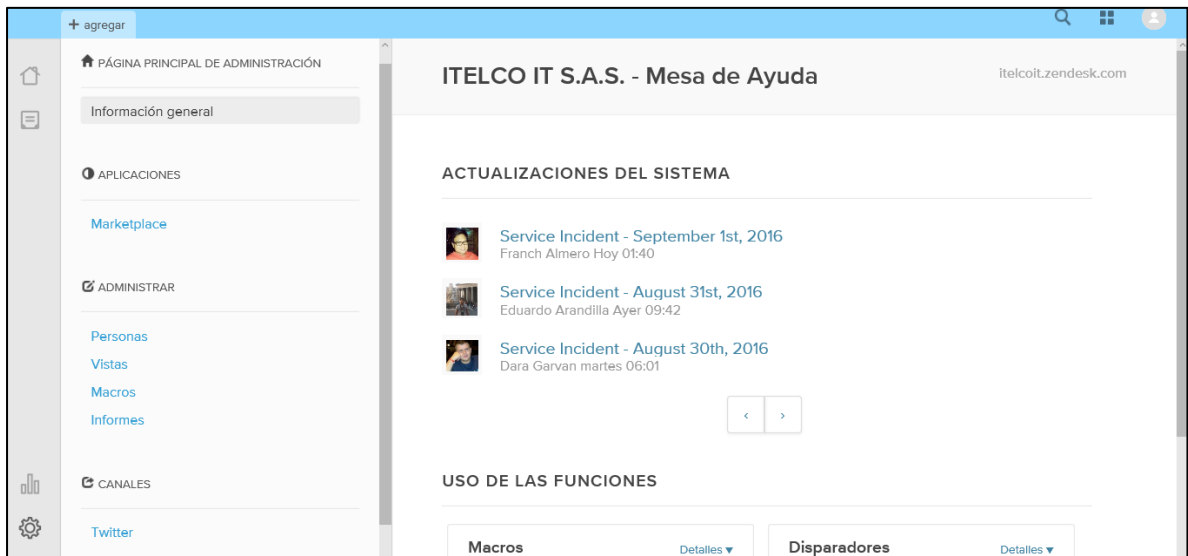 + agregar
PÁGINA PRINCIPAL DE ADMINISTRACIÓN
Información general
APLICACIONES
Marketplace
ADMINISTRAR
Personas
Vistas
Macros
Informes
CANALES
Twitter
ITELCO IT S.A.S. - Mesa de Ayuda
itelcoit.zendesk.com
ACTUALIZACIONES DEL SISTEMA
Service Incident - September 1st, 2016
Franch Almero Hoy 01:40
Service Incident - August 31st, 2016
Eduardo Arandilla Ayer 09:42
Service Incident - August 30th, 2016
Dara Garvan martes 06:01
‹ ›
USO DE LAS FUNCIONES
Macros Detalles ▼
Disparadores Detalles ▼